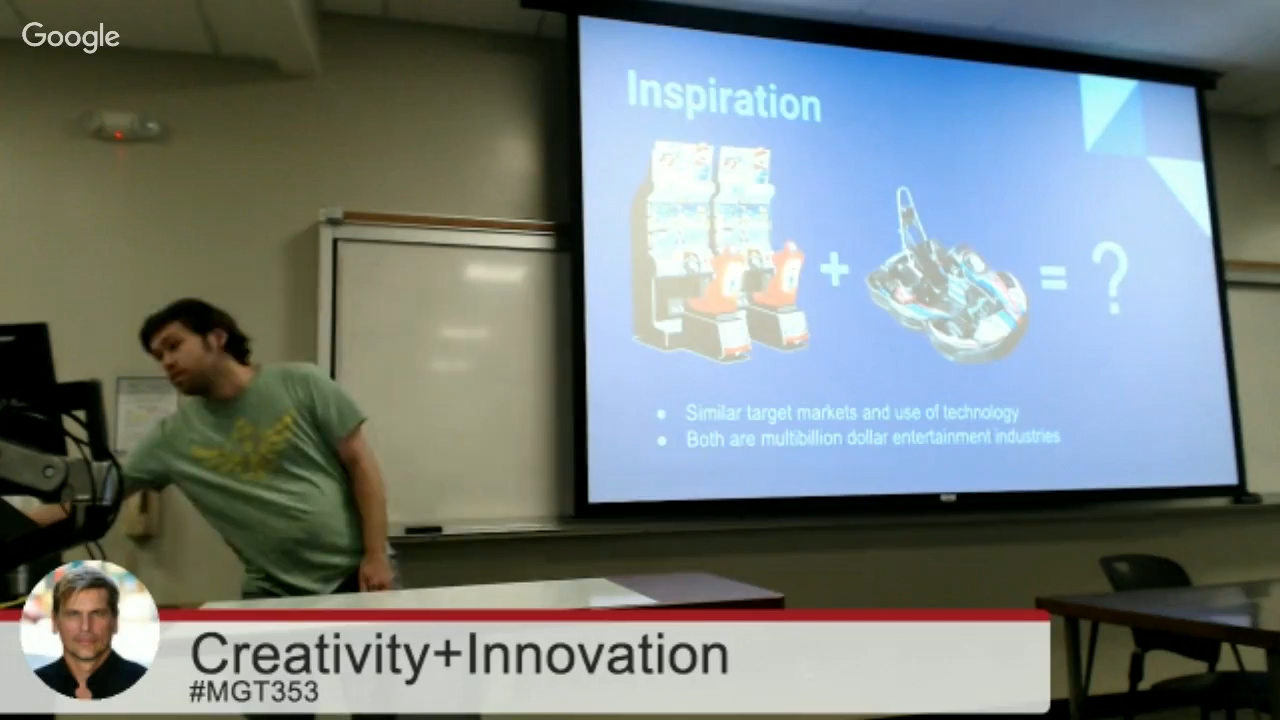 Google
Inspiration
+ = ?
Similar target markets and use of technology
Both are multibillion dollar entertainment industries
Creativity+Innovation
#MGT353